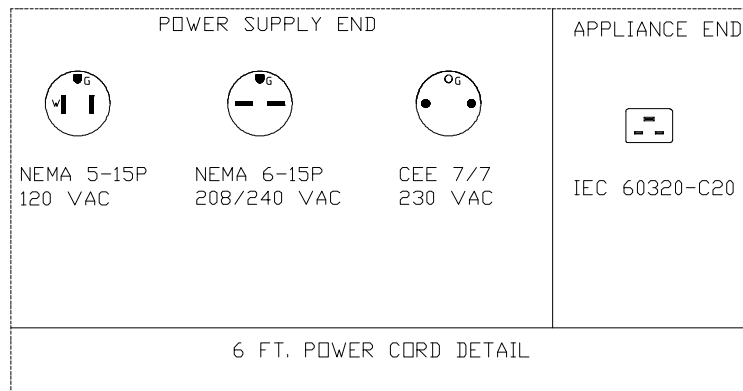 POWER SUPPLY END
APPLIANCE END
G
W
G
G
NEMA 5-15P
120 VAC
NEMA 6-15P
208/240 VAC
CEE 7/7
230 VAC
IEC 60320-C20
6 FT. POWER CORD DETAIL